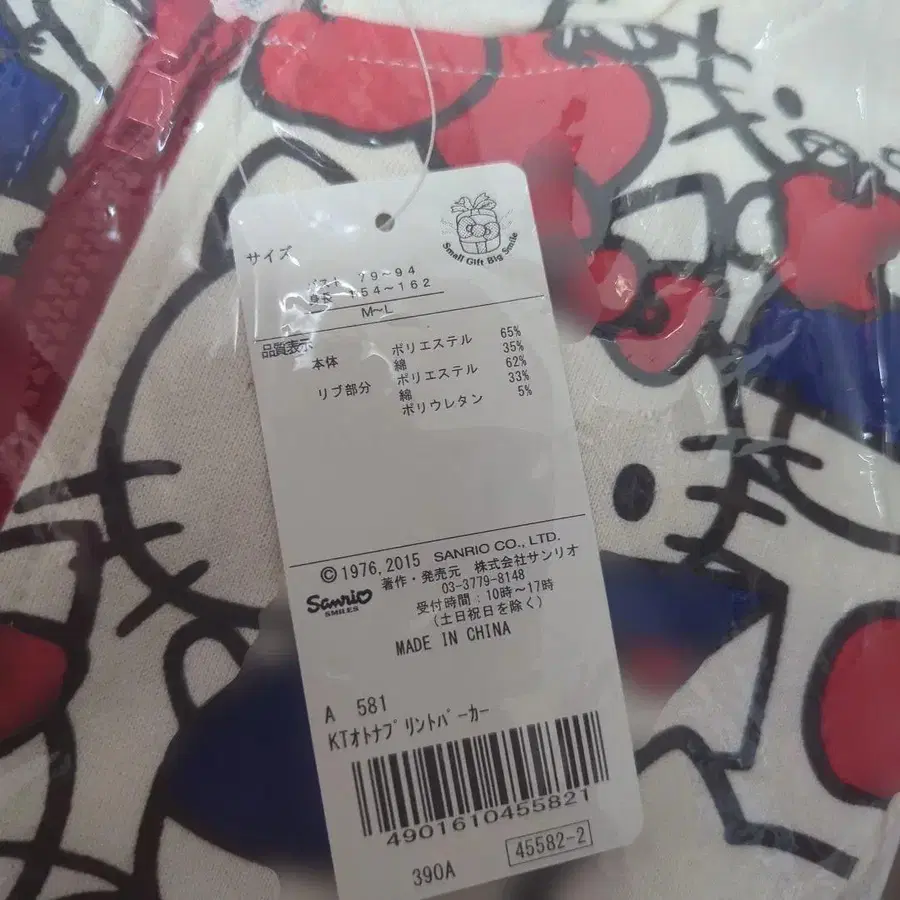 Small Gift Big Smile
サイズ
バスト 79~94
身長 154~162
M~L
品質表示
本体 ポリエステル 65%
綿 35%
リブ部分 ポリエステル 62%
綿 33%
ポリウレタン 5%
©1976,2015 SANRIO CO., LTD.
著作・発売元 株式会社サンリオ
Sanrio
SMILES
03-3779-8148
受付時間:10時~17時
(土日祝日を除く)
MADE IN CHINA
A 581
KTオトナプリントパーカー
4901610455821
390A 45582-2